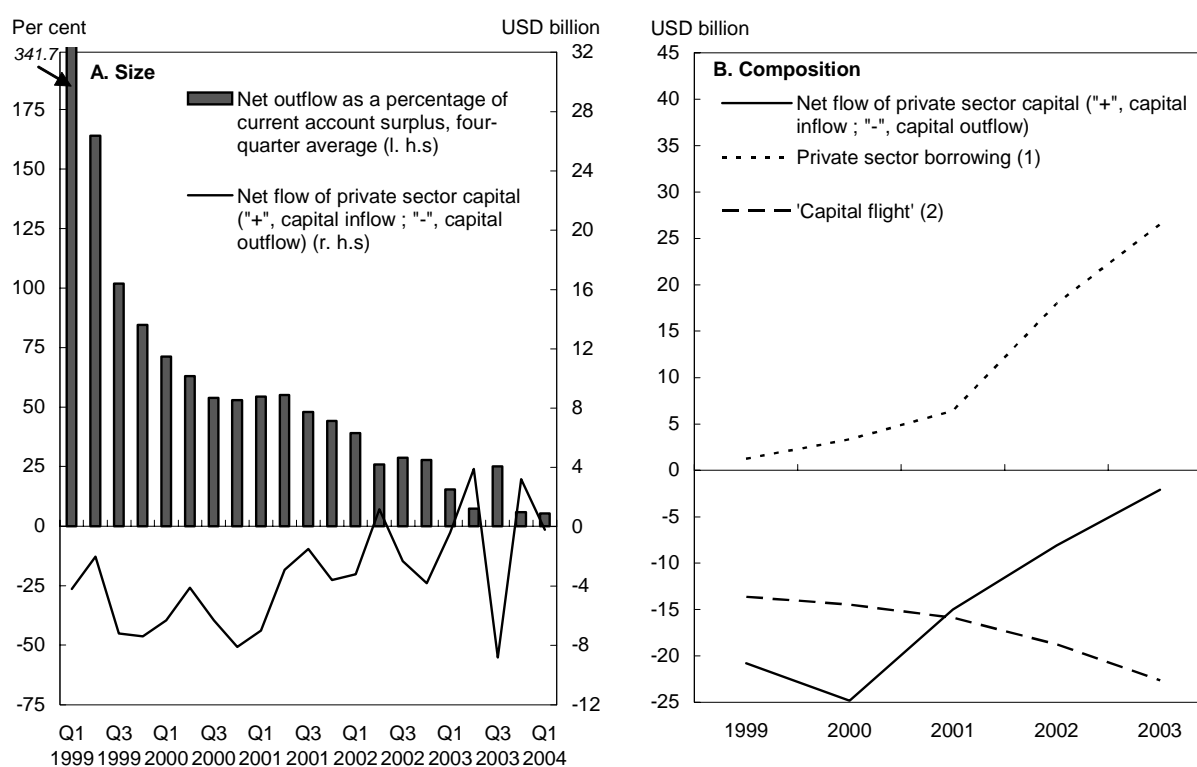 Per cent
USD billion
341.7
A. Size
Net outflow as a percentage of
current account surplus, four-
quarter average (l. h.s)
Net flow of private sector capital
("+", capital inflow ; "-", capital
outflow) (r. h.s)
175
150
125
100
75
50
25
0
-25
-50
-75
32
28
24
20
16
12
8
4
0
-4
-8
-12
Q1 Q3 Q1 Q3 Q1 Q3 Q1 Q3 Q1 Q3 Q1
1999 1999 2000 2000 2001 2001 2002 2002 2003 2003 2004
USD billion
B. Composition
Net flow of private sector capital ("+", capital
inflow ; "-", capital outflow)
Private sector borrowing (1)
'Capital flight' (2)
45
40
35
30
25
20
15
10
5
0
-5
-10
-15
-20
-25
1999 2000 2001 2002 2003